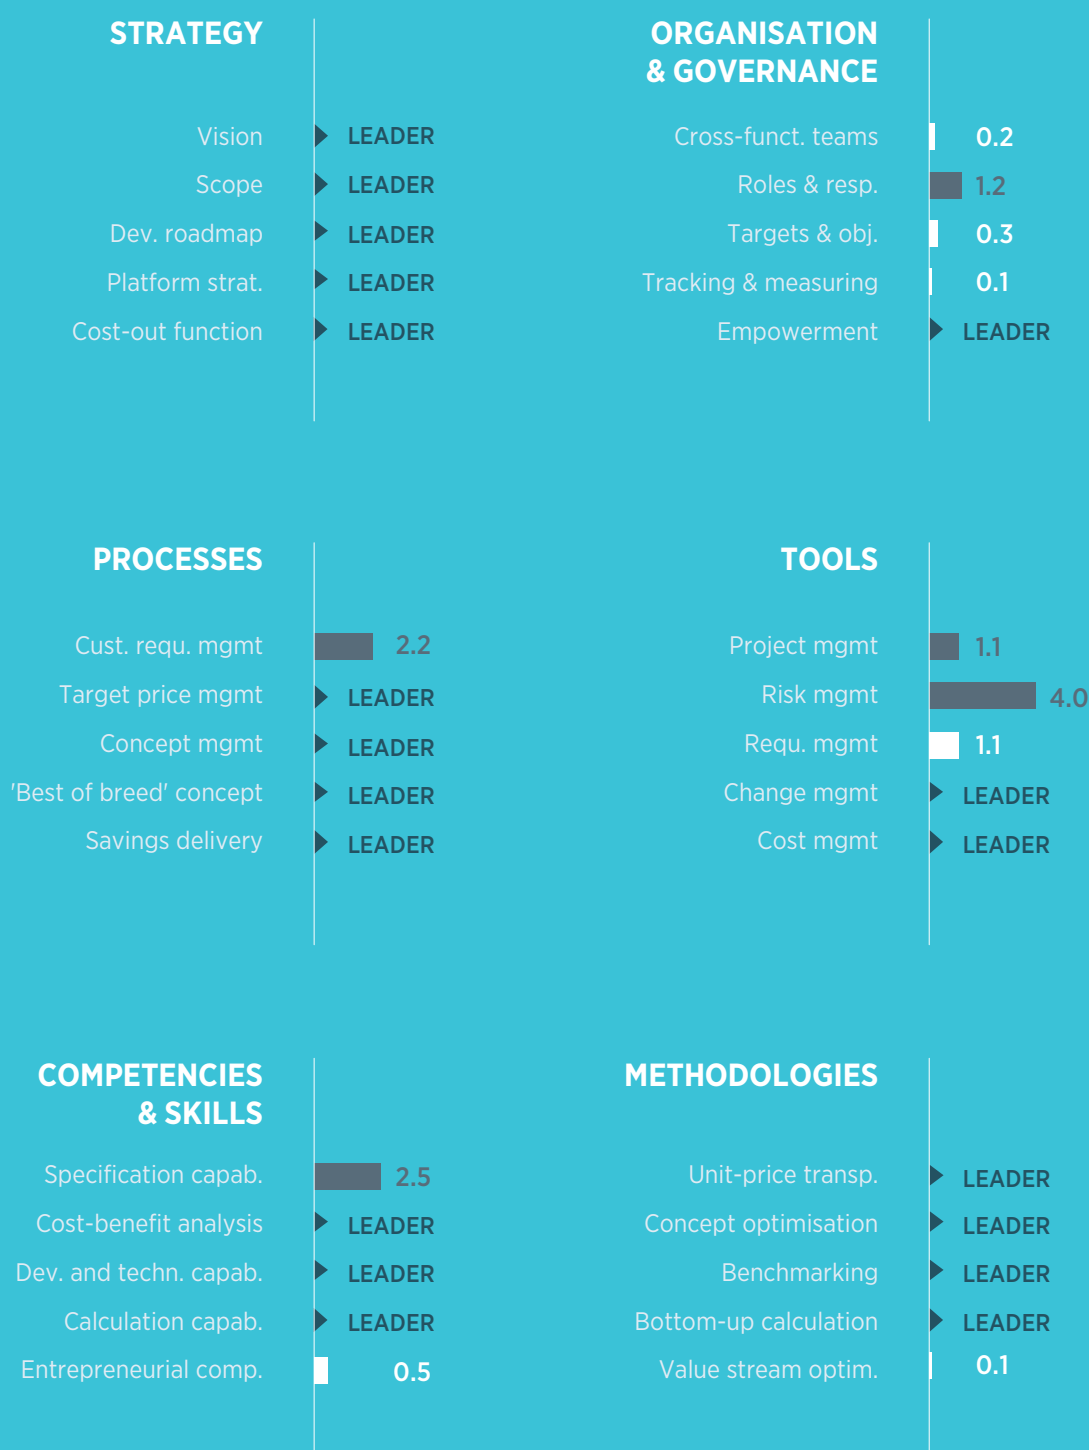 STRATEGY
Vision LEADER
Scope LEADER
Dev. roadmap LEADER
Platform strat. LEADER
Cost-out function LEADER
ORGANISATION
& GOVERNANCE
Cross-funct. teams 0.2
Roles & resp. 1.2
Targets & obj. 0.3
Tracking & measuring 0.1
Empowerment LEADER
PROCESSES
Cust. requ. mgmt 2.2
Target price mgmt LEADER
Concept mgmt LEADER
'Best of breed' concept LEADER
Savings delivery LEADER
TOOLS
Project mgmt 1.1
Risk mgmt 4.0
Requ. mgmt 1.1
Change mgmt LEADER
Cost mgmt LEADER
COMPETENCIES
& SKILLS
Specification capab. 2.5
Cost-benefit analysis LEADER
Dev. and techn. capab. LEADER
Calculation capab. LEADER
Entrepreneurial comp. 0.5
METHODOLOGIES
Unit-price transp. LEADER
Concept optimisation LEADER
Benchmarking LEADER
Bottom-up calculation LEADER
Value stream optim. 0.1